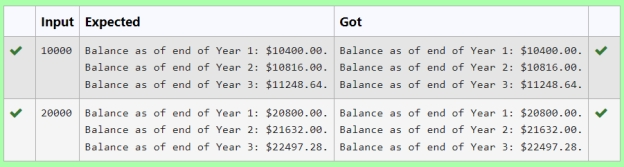 Input Expected Got
10000 Balance as of end of Year 1: $10400.00. Balance as of end of Year 1: $10400.00.
Balance as of end of Year 2: $10816.00. Balance as of end of Year 2: $10816.00.
Balance as of end of Year 3: $11248.64. Balance as of end of Year 3: $11248.64.
20000 Balance as of end of Year 1: $20800.00. Balance as of end of Year 1: $20800.00.
Balance as of end of Year 2: $21632.00. Balance as of end of Year 2: $21632.00.
Balance as of end of Year 3: $22497.28. Balance as of end of Year 3: $22497.28.